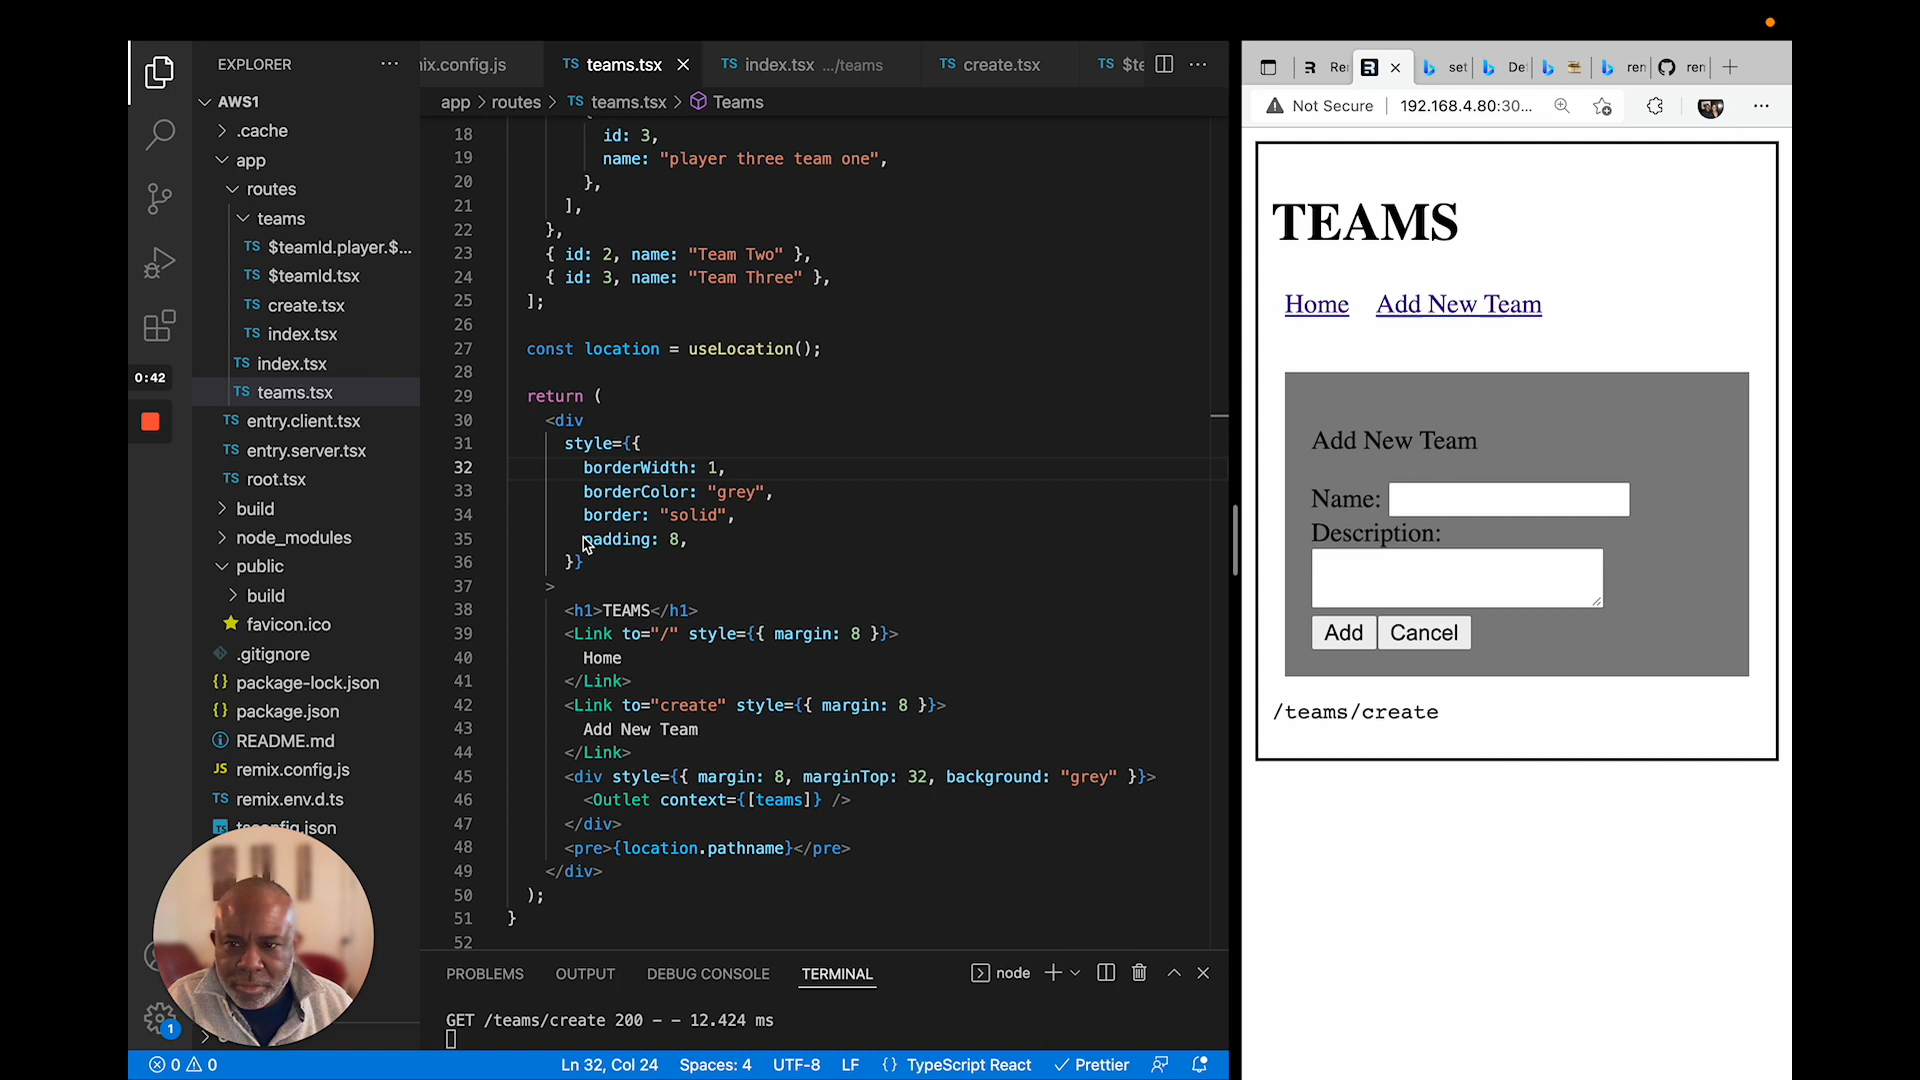 EXPLORER
AWS1
.cache
app
routes
teams
$teamId.player.$...
$teamId.tsx
create.tsx
index.tsx
index.tsx
teams.tsx
entry.client.tsx
entry.server.tsx
root.tsx
build
node_modules
public
build
favicon.ico
.gitignore
package-lock.json
package.json
README.md
remix.config.js
remix.env.d.ts
tsconfig.json
0:42
1
ix.config.js
TS teams.tsx
TS index.tsx .../teams
TS create.tsx
TS $te
app > routes > TS teams.tsx > Teams
18 id: 3,
19 name: "player three team one",
20 },
21 ],
22 },
23 { id: 2, name: "Team Two" },
24 { id: 3, name: "Team Three" },
25 ];
26
27 const location = useLocation();
28
29 return (
30 <div
31 style={{
32 borderWidth: 1,
33 borderColor: "grey",
34 border: "solid",
35 padding: 8,
36 }}
37 >
38 <h1>TEAMS</h1>
39 <Link to="/" style={{ margin: 8 }}>
40 Home
41 </Link>
42 <Link to="create" style={{ margin: 8 }}>
43 Add New Team
44 </Link>
45 <div style={{ margin: 8, marginTop: 32, background: "grey" }}>
46 <Outlet context={[teams]} />
47 </div>
48 <pre>{location.pathname}</pre>
49 </div>
50 );
51 }
52
PROBLEMS OUTPUT DEBUG CONSOLE TERMINAL
node
GET /teams/create 200 - - 12.424 ms
0 0
Ln 32, Col 24 Spaces: 4 UTF-8 LF {} TypeScript React Prettier
Re
set
De
ren
ren
Not Secure 192.168.4.80:30...
TEAMS
Home Add New Team
Add New Team
Name:
Description:
Add Cancel
/teams/create